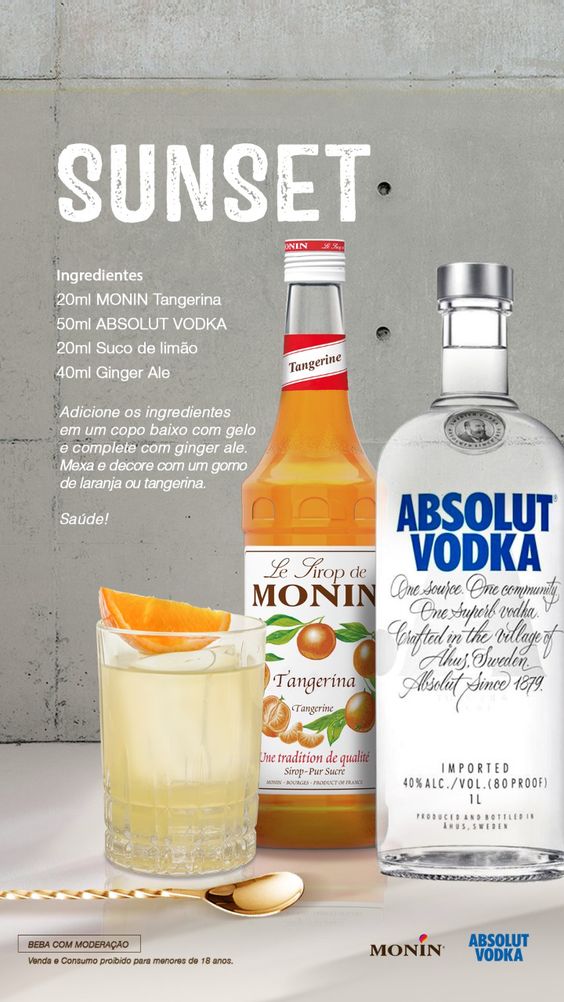 SUNSET
Ingredientes
20ml MONIN Tangerina
50ml ABSOLUT VODKA
20ml Suco de limão
40ml Ginger Ale
Adicione os ingredientes
em um copo baixo com gelo
e complete com ginger ale.
Mexa e decore com um gomo
de laranja ou tangerina.
Saúde!
MONIN
Tangerine
Le Sirop de
MONIN
Tangerina
Tangerine
Une tradition de qualité
Sirop-Pur Sucre
MONIN - BOURGES - PRODUCT OF FRANCE
ABSOLUT
VODKA
One source. One community
One superb vodka.
Crafted in the village of
Åhus, Sweden.
Absolut Since 1879.
IMPORTED
40% ALC./VOL.(80 PROOF)
1L
PRODUCED AND BOTTLED IN
ÅHUS, SWEDEN
BEBA COM MODERAÇÃO
Venda e Consumo proibido para menores de 18 anos.
MONIN
ABSOLUT
VODKA